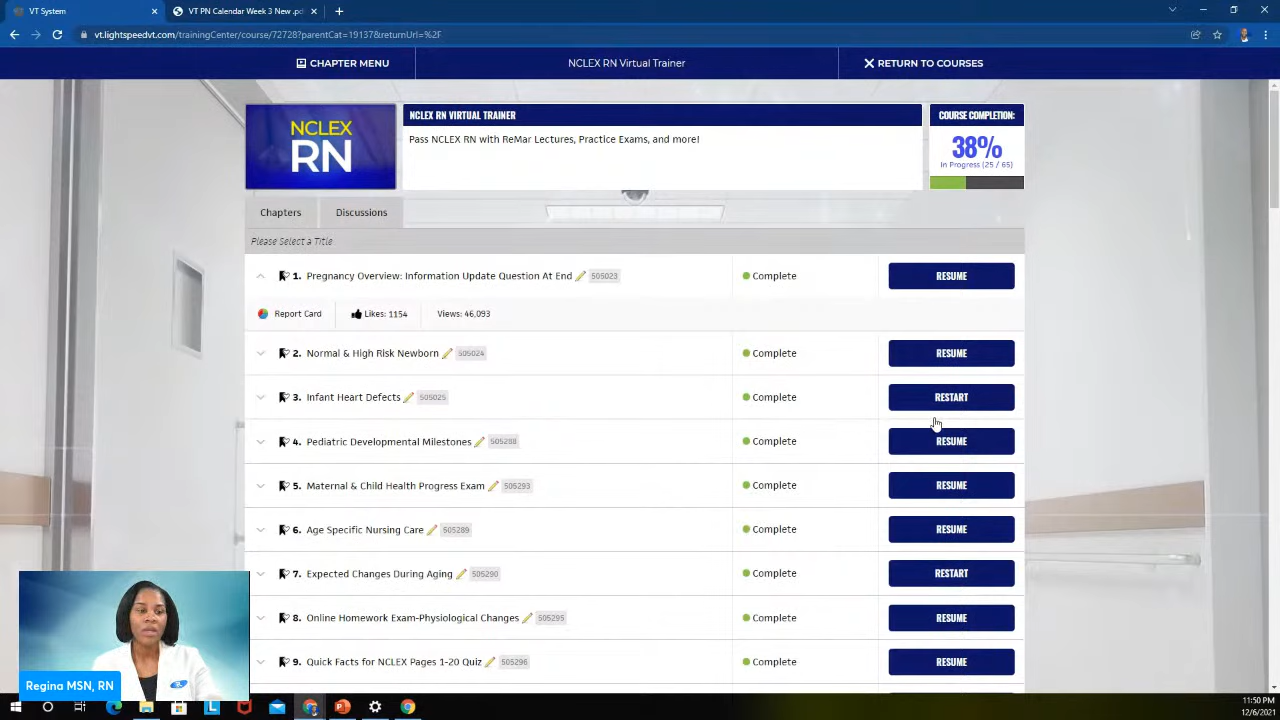 VT System
VT PN Calendar Week 3 New .pdf
vt.lightspeedvt.com/trainingCenter/course/72728?parentCat=19137&returnUrl=%2F
CHAPTER MENU
NCLEX RN Virtual Trainer
RETURN TO COURSES
NCLEX
RN
NCLEX RN VIRTUAL TRAINER
Pass NCLEX RN with ReMar Lectures, Practice Exams, and more!
COURSE COMPLETION:
38%
In Progress (25 / 65)
Chapters
Discussions
Please Select a Title
1. Pregnancy Overview: Information Update Question At End 505023 Complete RESUME
Report Card Likes: 1154 Views: 46,093
2. Normal & High Risk Newborn 505024 Complete RESUME
3. Infant Heart Defects 505025 Complete RESTART
4. Pediatric Developmental Milestones 505288 Complete RESUME
5. Maternal & Child Health Progress Exam 505293 Complete RESUME
6. Age Specific Nursing Care 505289 Complete RESUME
7. Expected Changes During Aging 505290 Complete RESTART
8. Online Homework Exam-Physiological Changes 505295 Complete RESUME
9. Quick Facts for NCLEX Pages 1-20 Quiz 505296 Complete RESUME
Regina MSN, RN
11:50 PM
12/6/2021